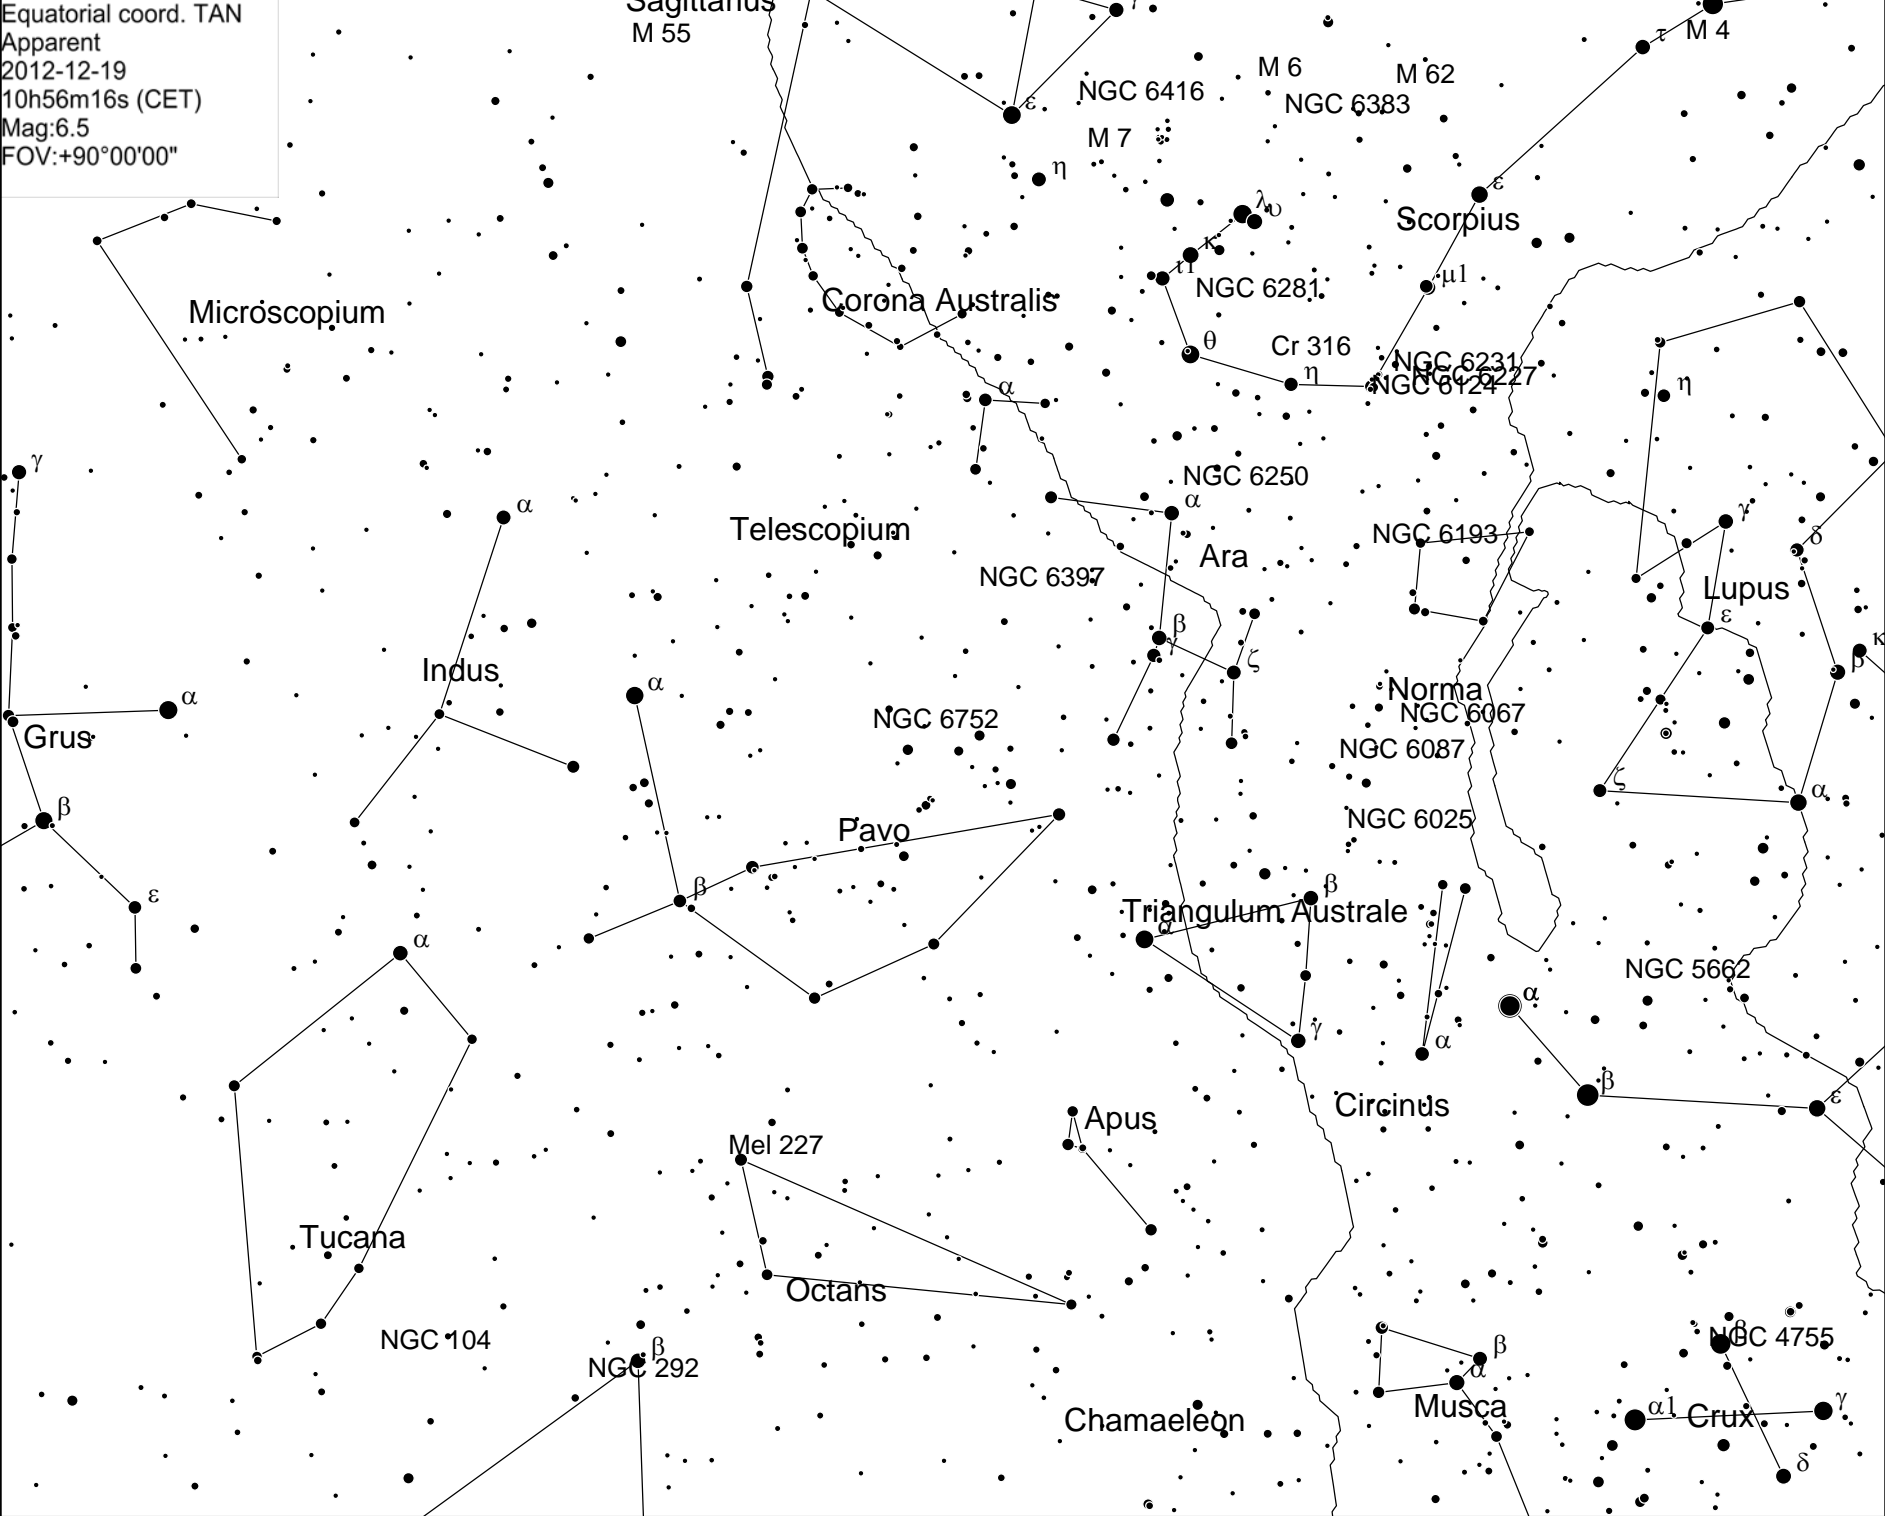 Equatorial coord. TAN
Apparent
2012-12-19
10h56m16s (CET)
Mag:6.5
FOV:+90°00'00"
Sagittarius
M 55
γ
τ
M 4
M 6
M 62
NGC 6416
ε
NGC 6383
M 7
η
ε
λ
υ
Scorpius
κ
ι1
μ1
NGC 6281
Microscopium
Corona Australis
θ
Cr 316
η
NGC 6231
NGC 6227
NGC 6124
α
η
γ
NGC 6250
α
α
γ
Telescopium
NGC 6193
δ
Ara
NGC 6397
Lupus
ε
β
γ
κ
β
ζ
Indus
α
α
Norma
NGC 6752
NGC 6067
Grus
NGC 6087
ζ
α
β
Pavo
NGC 6025
β
β
ε
Triangulum Australe
α
α
NGC 5662
α
γ
α
β
ε
Circinus
Apus
Mel 227
Tucana
Octans
NGC 104
β
NGC 292
β
NGC 4755
β
α
Musca
α1
Crux
γ
Chamaeleon
δ